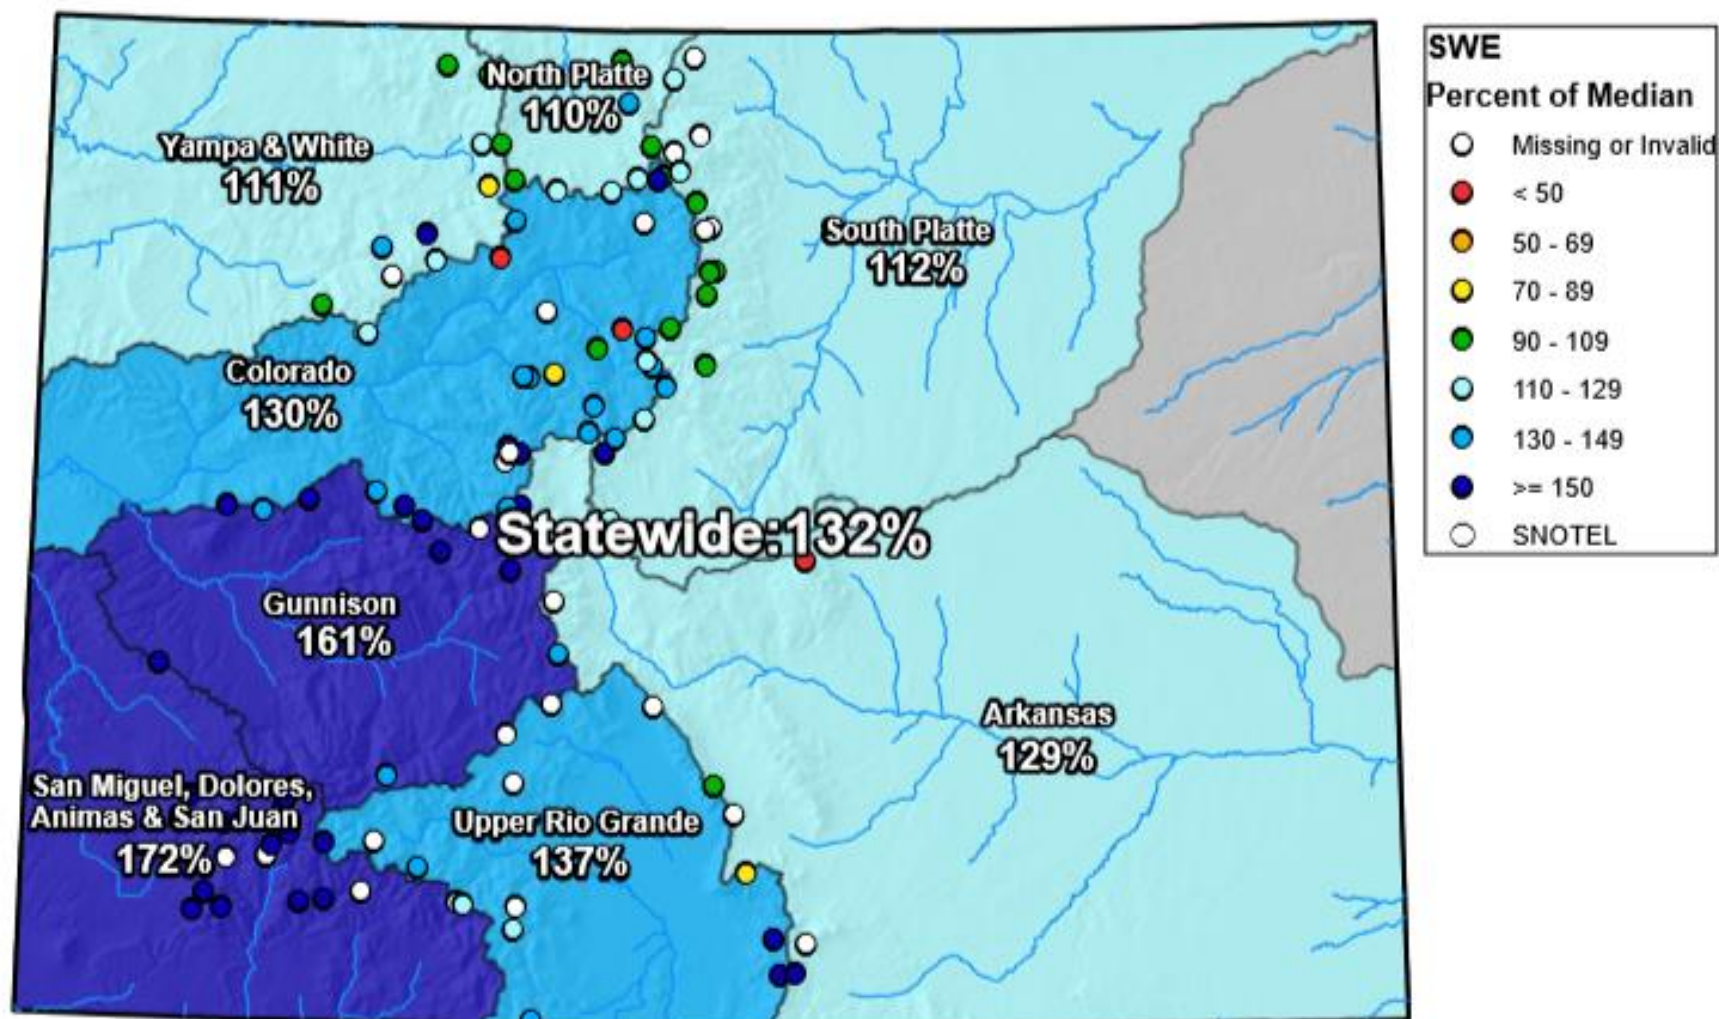 North Platte
110%
Yampa & White
111%
South Platte
112%
Colorado
130%
Statewide:132%
Gunnison
161%
Arkansas
129%
San Miguel, Dolores,
Animas & San Juan
172%
Upper Rio Grande
137%
SWE
Percent of Median
Missing or Invalid
< 50
50 - 69
70 - 89
90 - 109
110 - 129
130 - 149
>= 150
SNOTEL